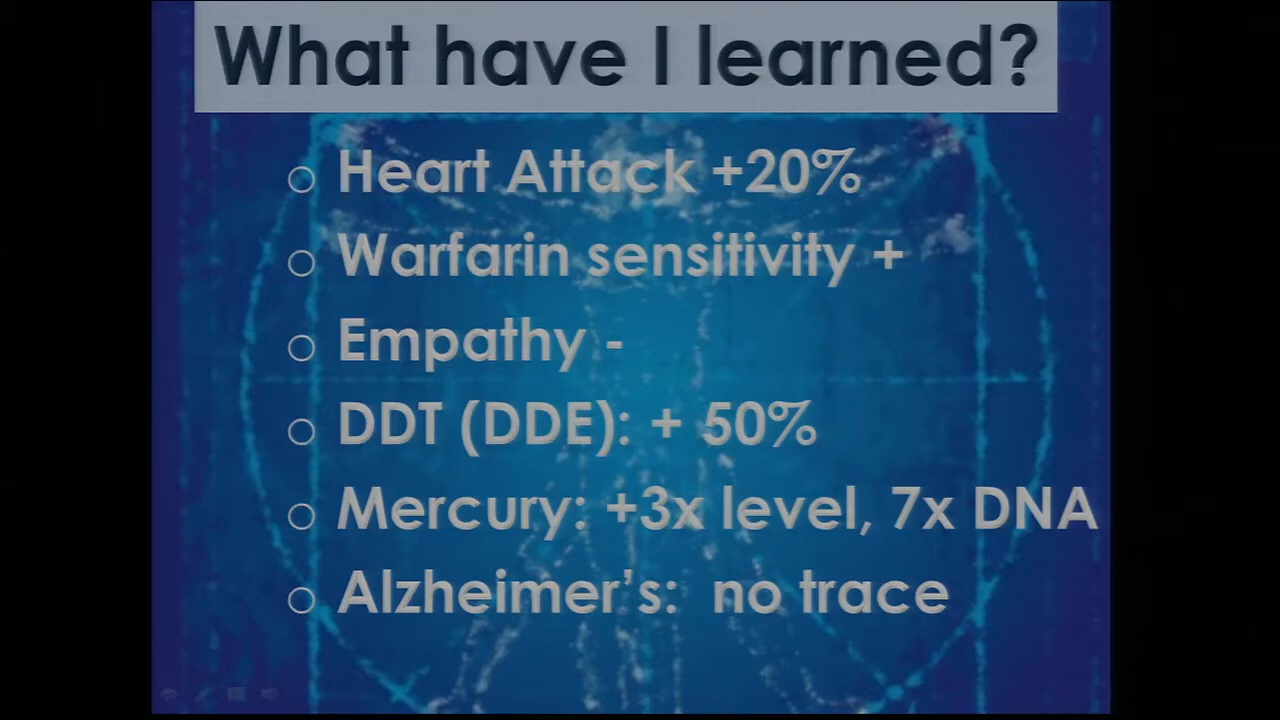 What have I learned?
Heart Attack +20%
Warfarin sensitivity +
Empathy -
DDT (DDE): + 50%
Mercury: +3x level, 7x DNA
Alzheimer's:  no trace